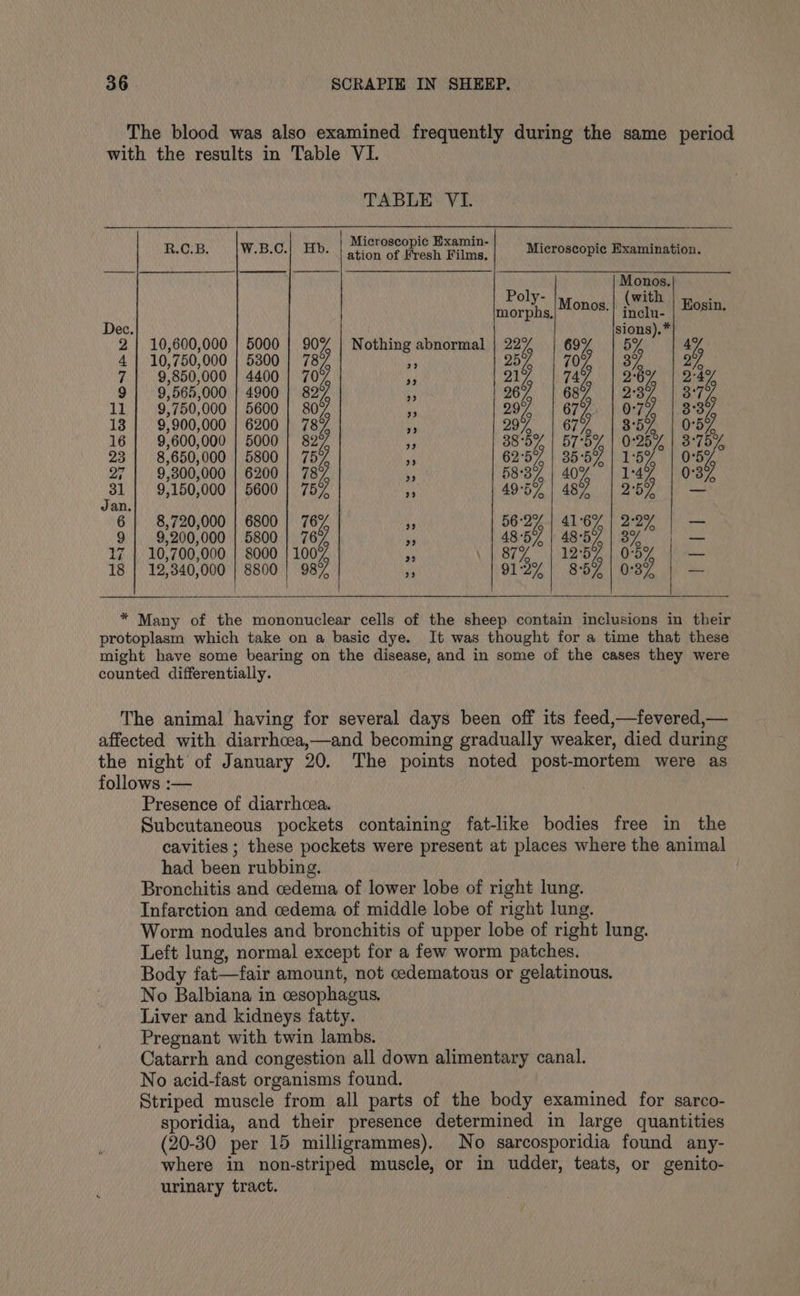 36 SCRAPIE IN SHEEP.
The blood was also examined frequently during the same period
with the results in Table VI.
TABLE VI.
R.C.B. W.B.C. Hb. Microscopic Examin-ation of Fresh Films. Microscopic Examination.
Poly-morphs. Monos. Monos. (with inclu-sions).* Eosin.
Dec.
2 10,600,000 5000 90% Nothing abnormal 22% 69% 5% 4%
4 10,750,000 5300 78% ,, 25% 70% 3% 2%
7 9,850,000 4400 70% ,, 21% 74% 2·6% 2·4%
9 9,565,000 4900 82% ,, 26% 68% 2·3% 3·7%
11 9,750,000 5600 80% ,, 29% 67% 0·7% 3·3%
13 9,900,000 6200 78% ,, 29% 67% 3·5% 0·5%
16 9,600,000 5000 82% ,, 38·5% 57·5% 0·25% 3·75%
23 8,650,000 5800 75% ,, 62·5% 35·5% 1·5% 0·5%
27 9,300,000 6200 78% ,, 58·3% 40% 1·4% 0·3%
31 9,150,000 5600 75% ,, 49·5% 48% 2·5% —
Jan.
6 8,720,000 6800 76% ,, 56·2% 41·6% 2·2% —
9 9,200,000 5800 76% ,, 48·5% 48·5% 3% —
17 10,700,000 8000 100% ,, 87% 12·5% 0·5% —
18 12,340,000 8800 98% ,, 91·2% 8·5% 0·3% —
* Many of the mononuclear cells of the sheep contain inclusions in their
protoplasm which take on a basic dye. It was thought for a time that these
might have some bearing on the disease, and in some of the cases they were
counted differentially.
The animal having for several days been off its feed,—fevered,—
affected with diarrhœa,—and becoming gradually weaker, died during
the night of January 20. The points noted post-mortem were as
follows :—
Presence of diarrhœa.
Subcutaneous pockets containing fat-like bodies free in the
cavities ; these pockets were present at places where the animal
had been rubbing.
Bronchitis and œdema of lower lobe of right lung.
Infarction and œdema of middle lobe of right lung.
Worm nodules and bronchitis of upper lobe of right lung.
Left lung, normal except for a few worm patches.
Body fat—fair amount, not œdematous or gelatinous.
No Balbiana in œsophagus.
Liver and kidneys fatty.
Pregnant with twin lambs.
Catarrh and congestion all down alimentary canal.
No acid-fast organisms found.
Striped muscle from all parts of the body examined for sarco-
sporidia, and their presence determined in large quantities
(20-30 per 15 milligrammes). No sarcosporidia found any-
where in non-striped muscle, or in udder, teats, or genito-
urinary tract.